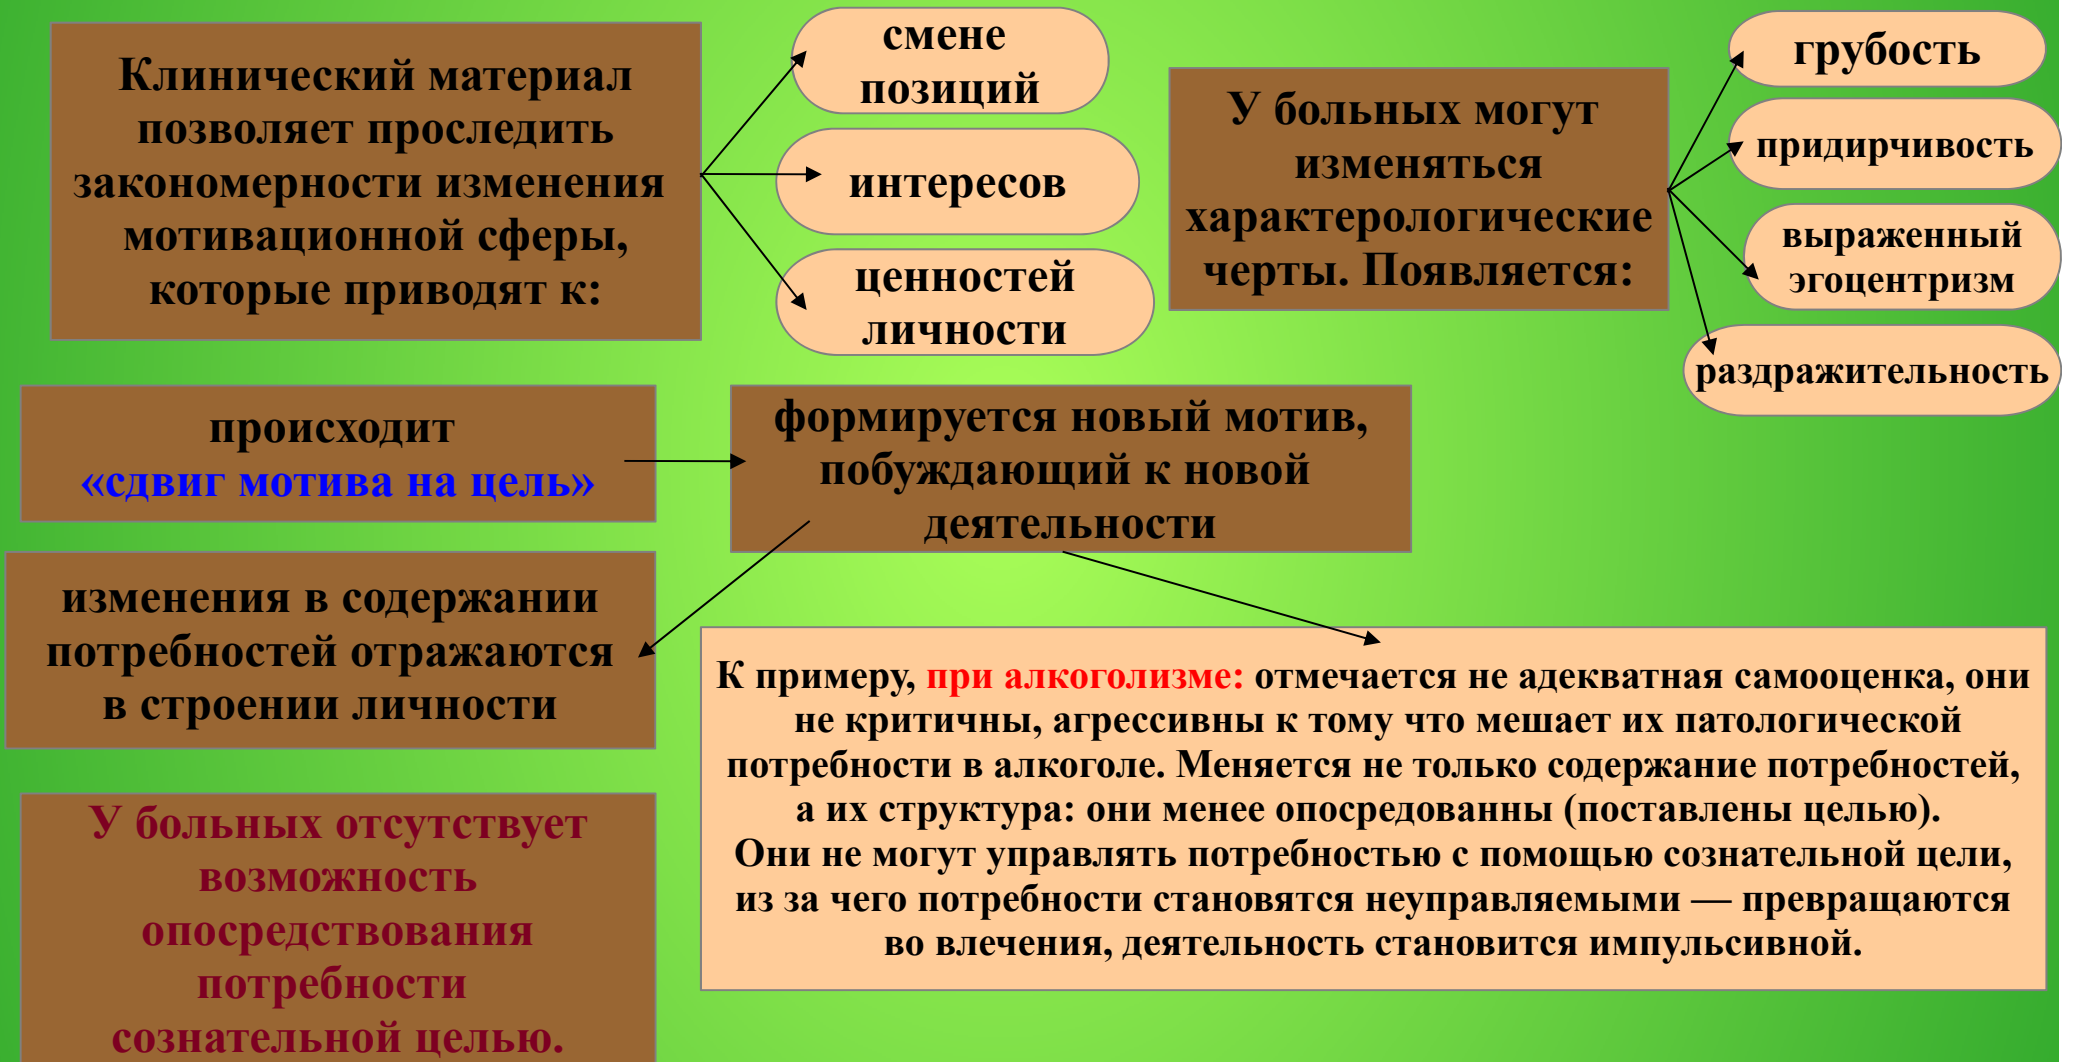 Клинический материал
позволяет проследить
закономерности изменения
мотивационной сферы,
которые приводят к:
смене
позиций
интересов
ценностей
личности
У больных могут
изменяться
характерологические
черты. Появляется:
грубость
придирчивость
выраженный
эгоцентризм
раздражительность
происходит
«сдвиг мотива на цель»
формируется новый мотив,
побуждающий к новой
деятельности
изменения в содержании
потребностей отражаются
в строении личности
К примеру, при алкоголизме: отмечается не адекватная самооценка, они
не критичны, агрессивны к тому что мешает их патологической
потребности в алкоголе. Меняется не только содержание потребностей,
а их структура: они менее опосредованны (поставлены целью).
Они не могут управлять потребностью с помощью сознательной цели,
из за чего потребности становятся неуправляемыми — превращаются
во влечения, деятельность становится импульсивной.
У больных отсутствует
возможность
опосредствования
потребности
сознательной целью.